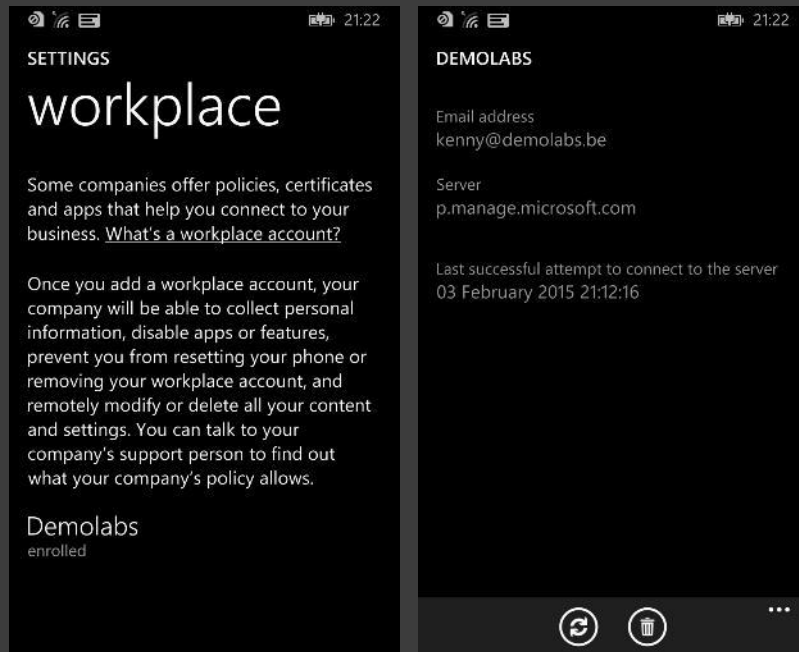 21:22
SETTINGS
workplace
Some companies offer policies, certificates
and apps that help you connect to your
business. What's a workplace account?
Once you add a workplace account, your
company will be able to collect personal
information, disable apps or features,
prevent you from resetting your phone or
removing your workplace account, and
remotely modify or delete all your content
and settings. You can talk to your
company's support person to find out
what your company's policy allows.
Demolabs
enrolled
21:22
DEMOLABS
Email address
kenny@demolabs.be
Server
p.manage.microsoft.com
Last successful attempt to connect to the server
03 February 2015 21:12:16